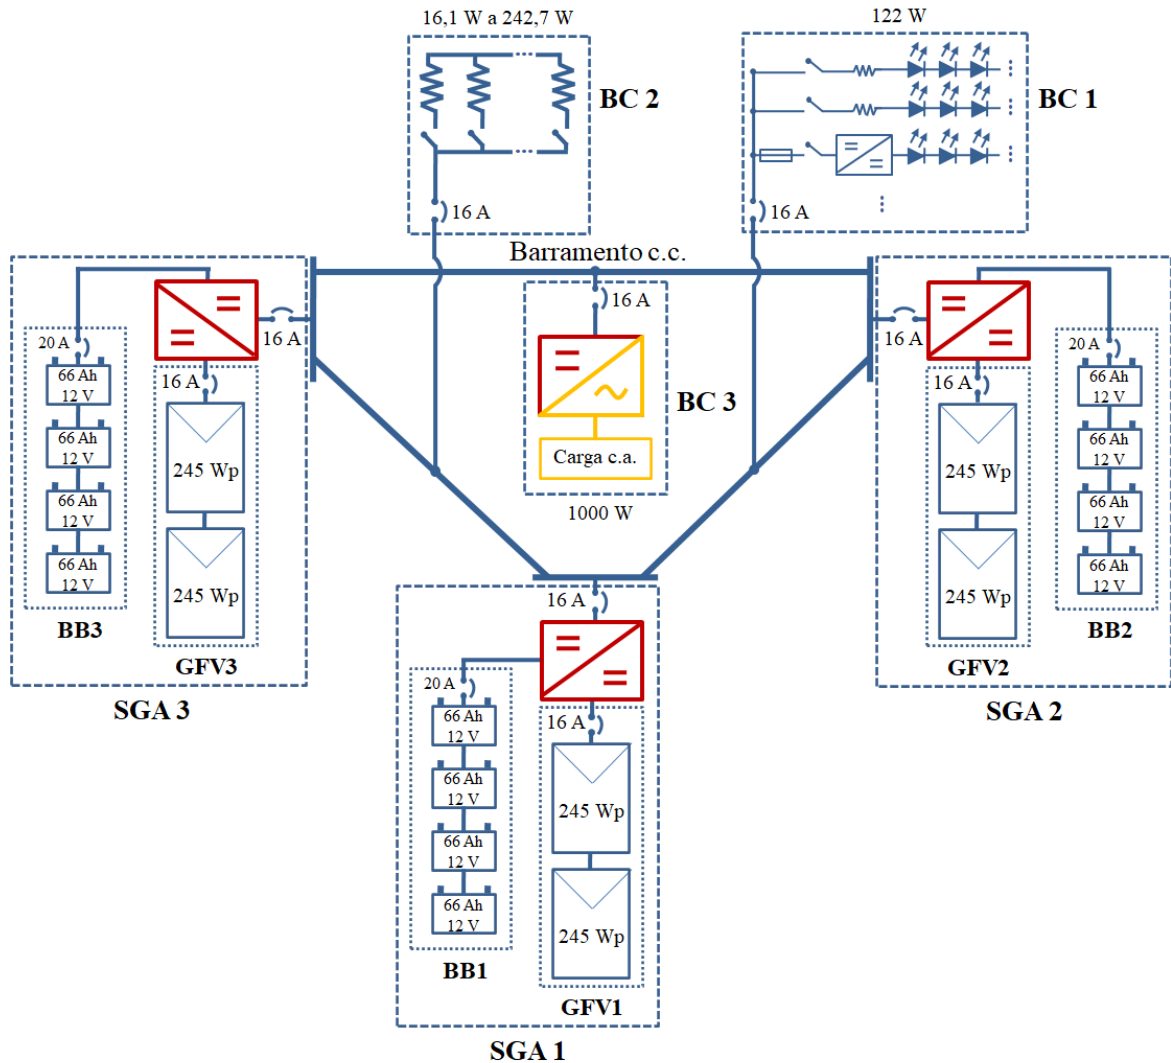 16,1 W a 242,7 W
122 W
BC 2
BC 1
16 A
16 A
Barramento c.c.
16 A
16 A
20 A
66 Ah
12 V
66 Ah
12 V
66 Ah
12 V
66 Ah
12 V
BB3
16 A
245 Wp
245 Wp
GFV3
SGA 3
BC 3
Carga c.a.
1000 W
16 A
20 A
66 Ah
12 V
66 Ah
12 V
66 Ah
12 V
66 Ah
12 V
BB2
16 A
245 Wp
245 Wp
GFV2
SGA 2
16 A
20 A
66 Ah
12 V
66 Ah
12 V
66 Ah
12 V
66 Ah
12 V
BB1
16 A
245 Wp
245 Wp
GFV1
SGA 1